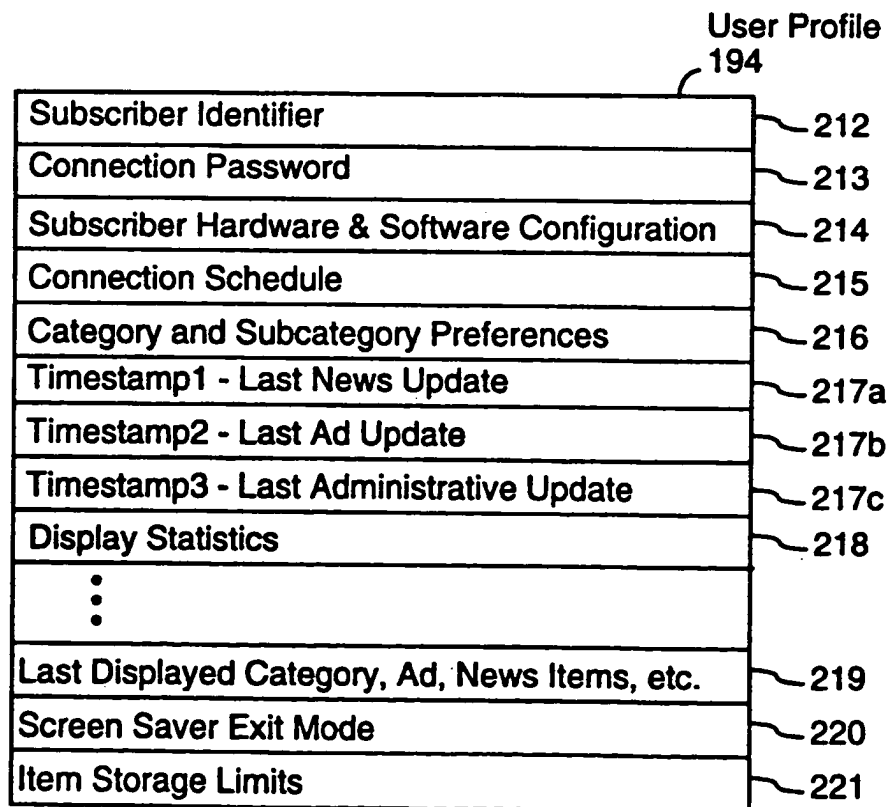 User Profile
194
Subscriber Identifier 212
Connection Password 213
Subscriber Hardware & Software Configuration 214
Connection Schedule 215
Category and Subcategory Preferences 216
Timestamp1 - Last News Update 217a
Timestamp2 - Last Ad Update 217b
Timestamp3 - Last Administrative Update 217c
Display Statistics 218
Last Displayed Category, Ad, News Items, etc. 219
Screen Saver Exit Mode 220
Item Storage Limits 221